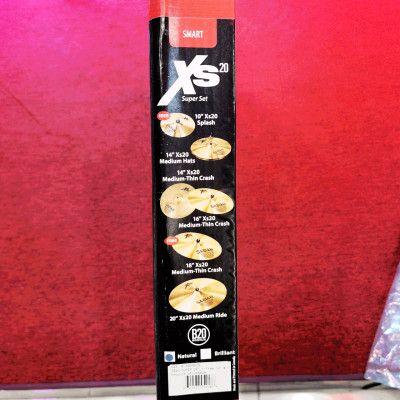 SMART
Xs20
Super Set
FREE
10" Xs20
Splash
14" Xs20
Medium Hats
14" Xs20
Medium-Thin Crash
16" Xs20
Medium-Thin Crash
FREE
18" Xs20
Medium-Thin Crash
20" Xs20 Medium Ride
B20
Natural
Brilliant